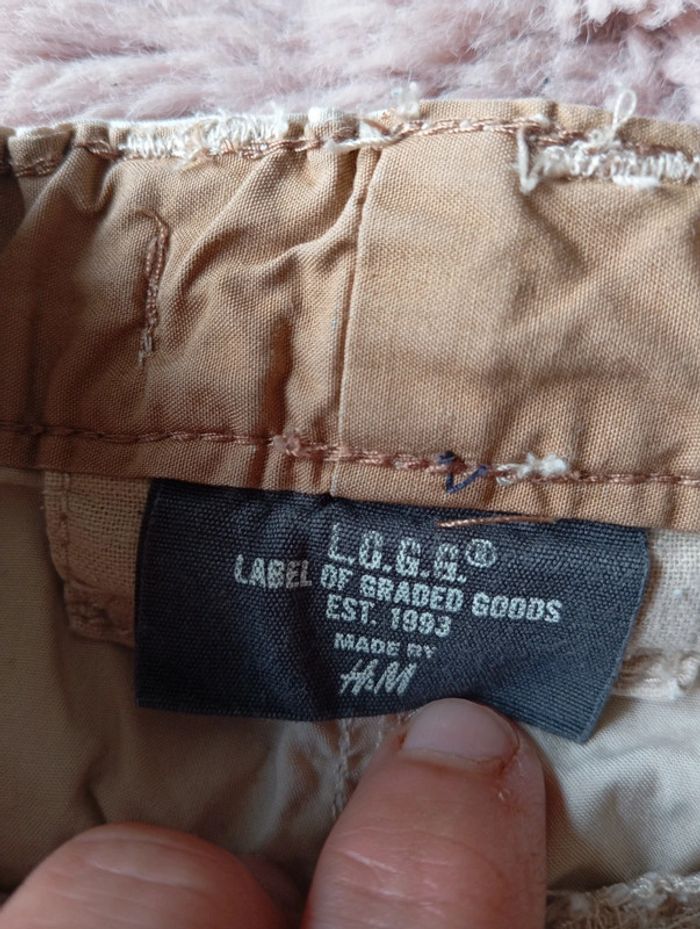 L.O.G.G.®
LABEL OF GRADED GOODS
EST. 1993
MADE BY
H&M